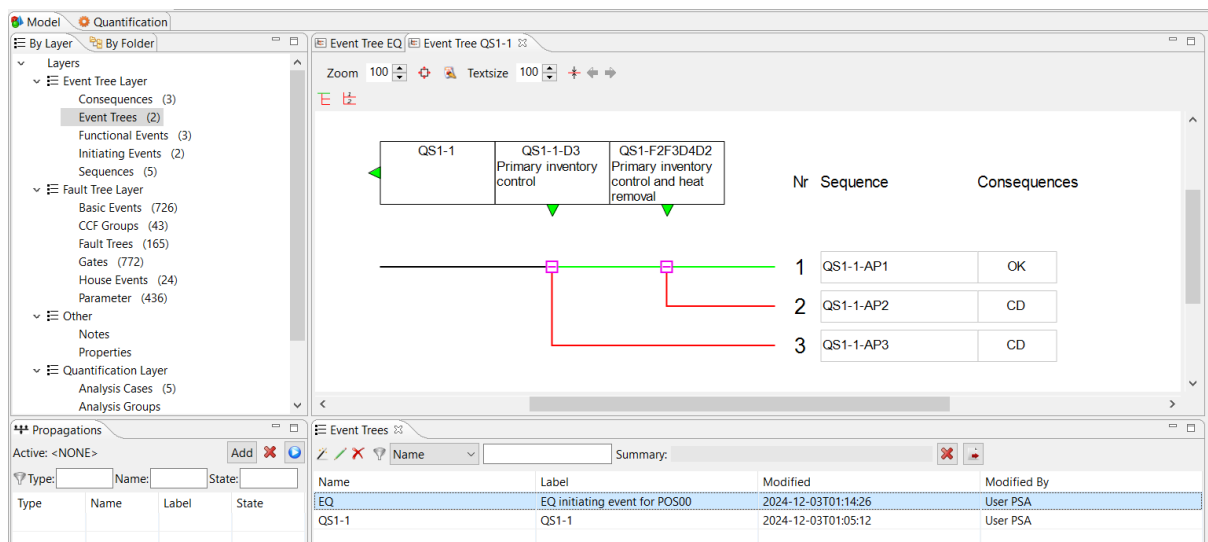 Model Quantification
By Layer By Folder
Layers
Event Tree Layer
Consequences (3)
Event Trees (2)
Functional Events (3)
Initiating Events (2)
Sequences (5)
Fault Tree Layer
Basic Events (726)
CCF Groups (43)
Fault Trees (165)
Gates (772)
House Events (24)
Parameter (436)
Other
Notes
Properties
Quantification Layer
Analysis Cases (5)
Analysis Groups
Event Tree EQ Event Tree QS1-1
Zoom 100 Textsize 100
QS1-1 QS1-1-D3 QS1-F2F3D4D2
Primary inventory Primary inventory
control control and heat
removal
Nr Sequence Consequences
1 QS1-1-AP1 OK
2 QS1-1-AP2 CD
3 QS1-1-AP3 CD
Propagations
Active: <NONE> Add
Type: Name: State:
Type Name Label State
Event Trees
Name Summary:
Name Label Modified Modified By
EQ EQ initiating event for POS00 2024-12-03T01:14:26 User PSA
QS1-1 QS1-1 2024-12-03T01:05:12 User PSA